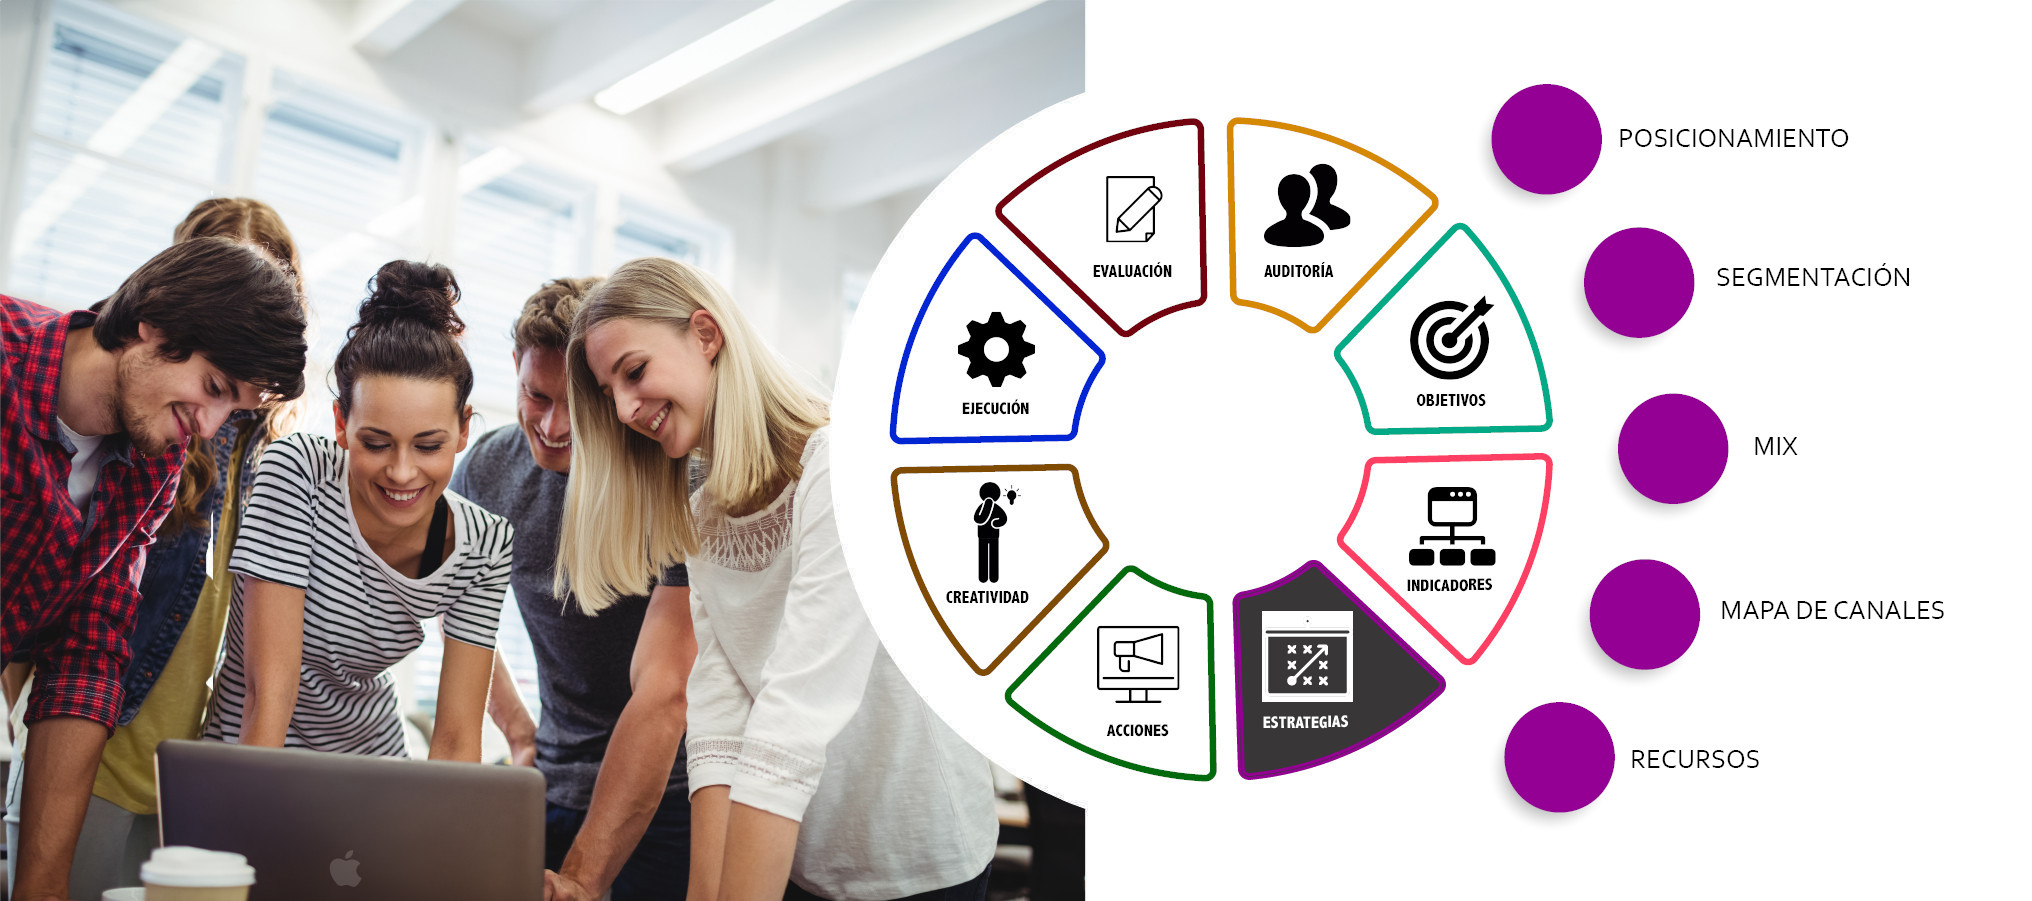 EVALUACIÓN
AUDITORÍA
EJECUCIÓN
OBJETIVOS
CREATIVIDAD
INDICADORES
ACCIONES
ESTRATEGIAS
POSICIONAMIENTO
SEGMENTACIÓN
MIX
MAPA DE CANALES
RECURSOS